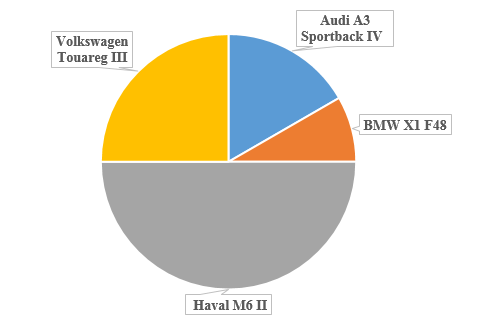 Audi A3
Sportback IV
Volkswagen
Touareg III
BMW X1 F48
Haval M6 II